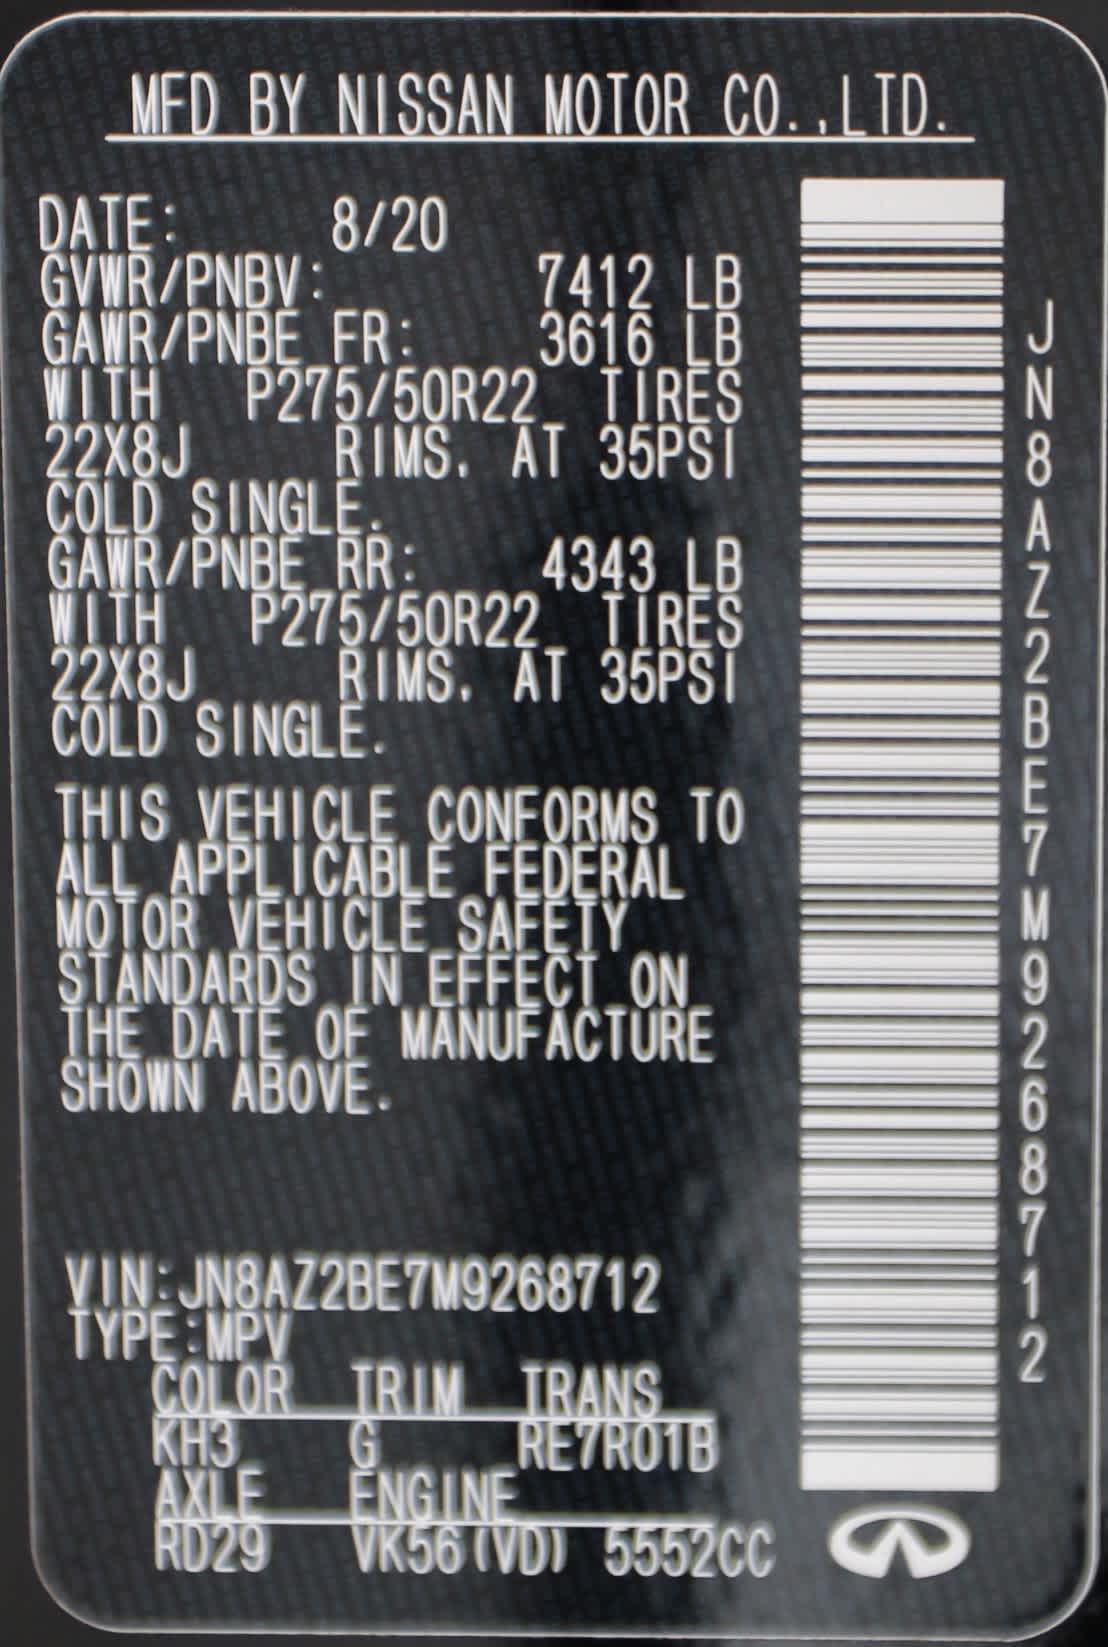 MFD BY NISSAN MOTOR CO.,LTD.
DATE: 8/20
GVWR/PNBV: 7412 LB
GAWR/PNBE FR: 3616 LB
WITH P275/50R22 TIRES
22X8J RIMS. AT 35PSI
COLD SINGLE.
GAWR/PNBE RR: 4343 LB
WITH P275/50R22 TIRES
22X8J RIMS. AT 35PSI
COLD SINGLE.
THIS VEHICLE CONFORMS TO
ALL APPLICABLE FEDERAL
MOTOR VEHICLE SAFETY
STANDARDS IN EFFECT ON
THE DATE OF MANUFACTURE
SHOWN ABOVE.
VIN:JN8AZ2BE7M9268712
TYPE:MPV
COLOR TRIM TRANS
KH3 G RE7R01B
AXLE ENGINE
RD29 VK56(VD) 5552CC
JN8AZ2BE7M9268712